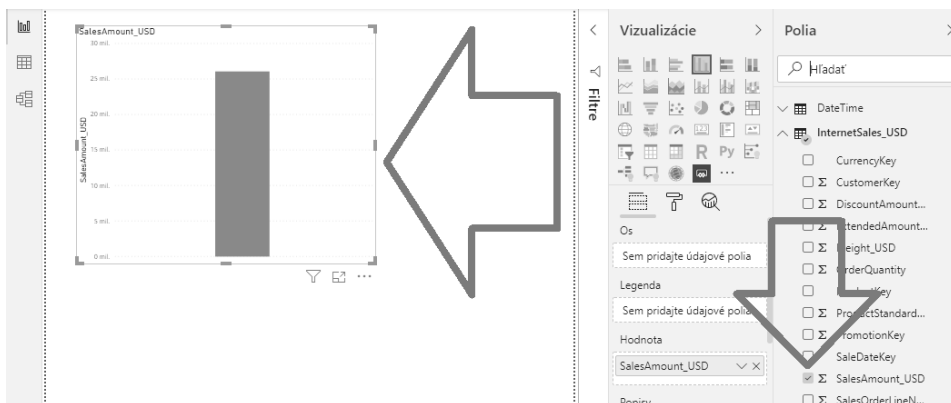 SalesAmount_USD
30 mil.
25 mil.
20 mil.
15 mil.
10 mil.
5 mil.
0 mil.
SalesAmount_USD
Filtre
Vizualizácie
R Py
Os
Sem pridajte údajové polia
Legenda
Sem pridajte údajové polia
Hodnota
SalesAmount_USD
Polia
Hľadať
DateTime
InternetSales_USD
CurrencyKey
Σ CustomerKey
Σ DiscountAmount...
Σ ExtendedAmount...
Σ
Σ OrderQuantity
Σ ProductStandard...
PromotionKey
SaleDateKey
Σ SalesAmount_USD
Σ SalesOrderLineN...